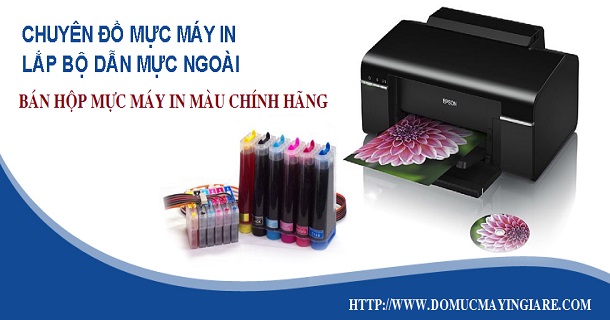 CHUYÊN ĐỒ MỰC MÁY IN
LẮP BỘ DẪN MỰC NGOÀI
BÁN HỘP MỰC MÁY IN MÀU CHÍNH HÃNG
EPSON
HTTP://WWW.DOMUCMAYINGIARE.COM